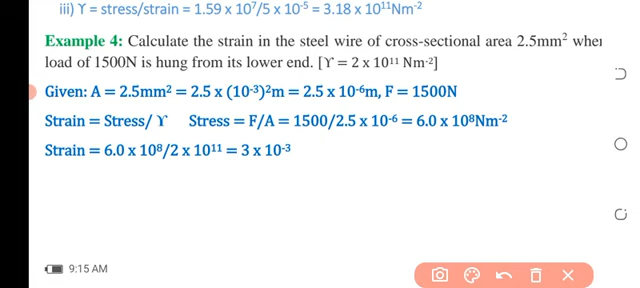 iii) ϒ = stress/strain = 1.59 x 10⁷/5 x 10⁻⁵ = 3.18 x 10¹¹Nm⁻²
Example 4: Calculate the strain in the steel wire of cross-sectional area 2.5mm² when
load of 1500N is hung from its lower end. [ϒ = 2 x 10¹¹ Nm⁻²]
Given: A = 2.5mm² = 2.5 x (10⁻³)²m = 2.5 x 10⁻⁶m, F = 1500N
Strain = Stress/ ϒ Stress = F/A = 1500/2.5 x 10⁻⁶ = 6.0 x 10⁸Nm⁻²
Strain = 6.0 x 10⁸/2 x 10¹¹ = 3 x 10⁻³
9:15 AM